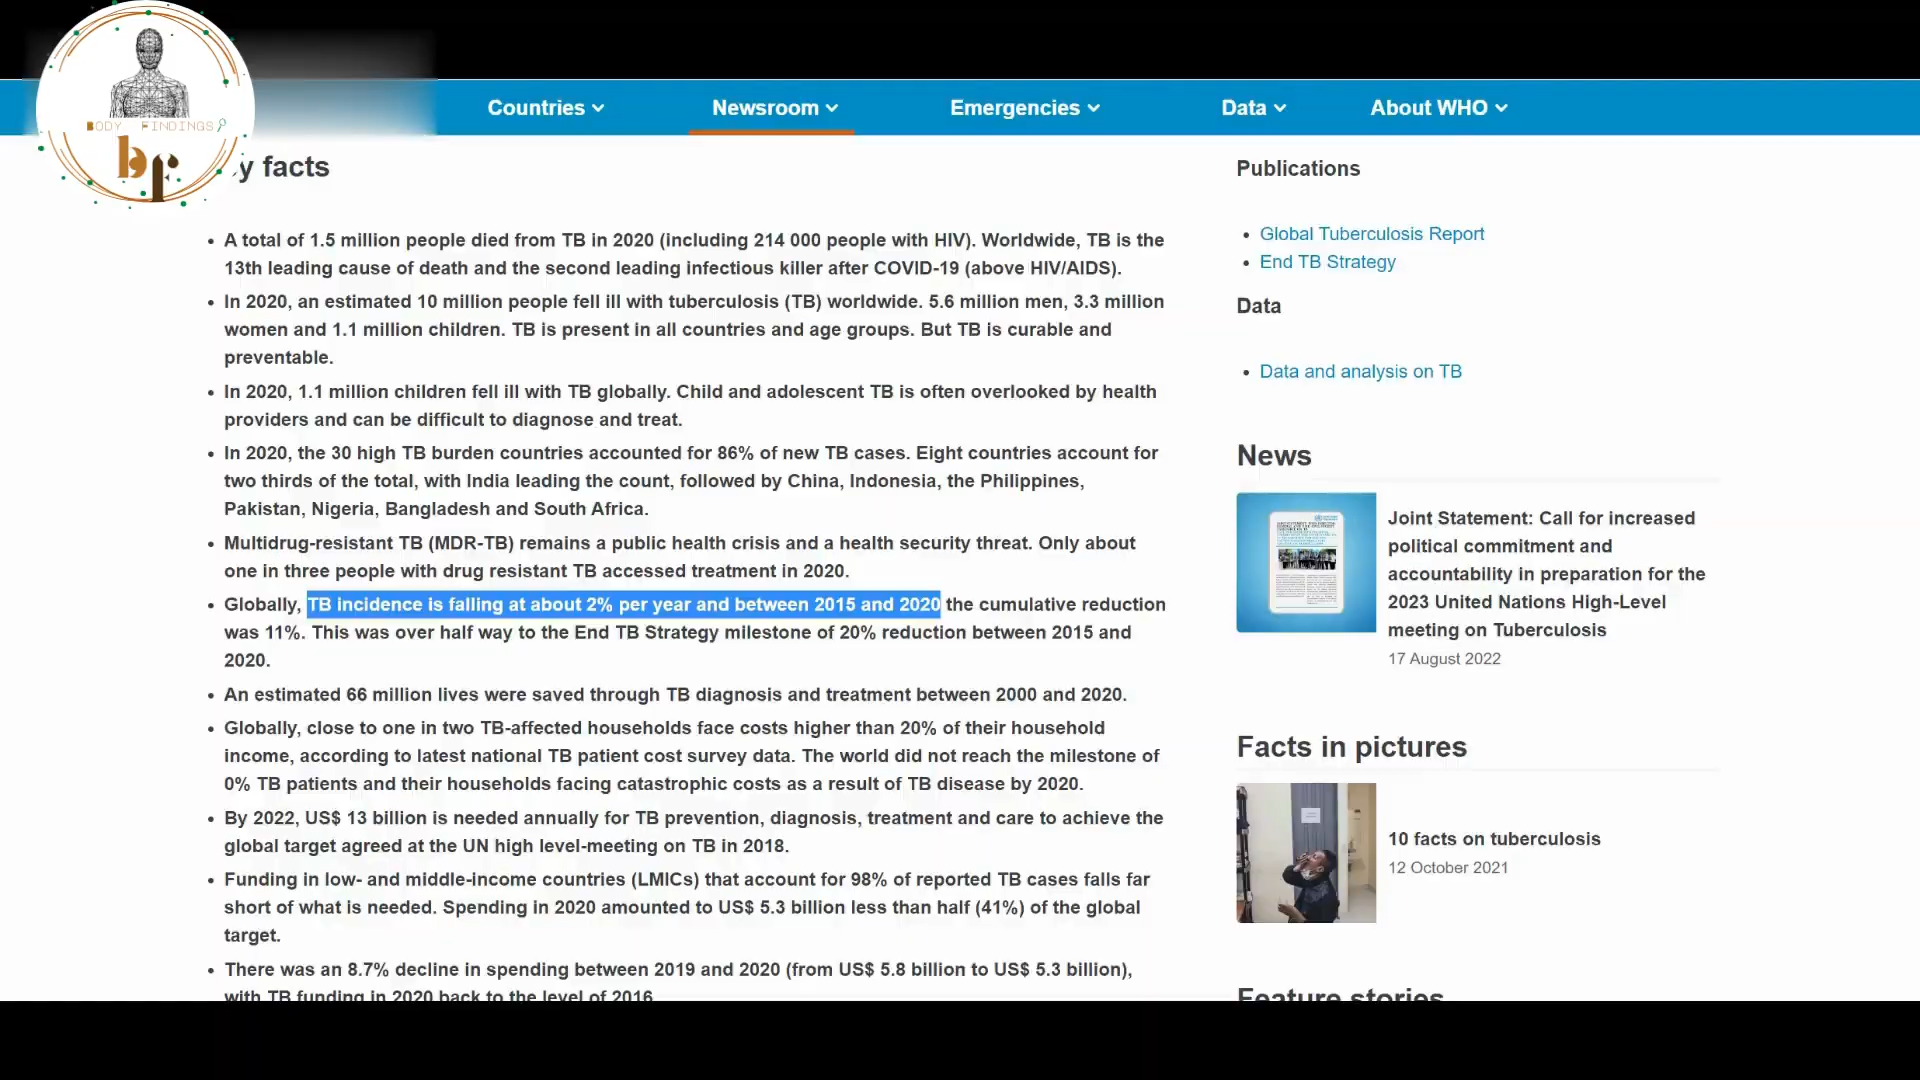 BODY FINDINGS
bf
Countries
Newsroom
Emergencies
Data
About WHO
y facts
A total of 1.5 million people died from TB in 2020 (including 214 000 people with HIV). Worldwide, TB is the
13th leading cause of death and the second leading infectious killer after COVID-19 (above HIV/AIDS).
In 2020, an estimated 10 million people fell ill with tuberculosis (TB) worldwide. 5.6 million men, 3.3 million
women and 1.1 million children. TB is present in all countries and age groups. But TB is curable and
preventable.
In 2020, 1.1 million children fell ill with TB globally. Child and adolescent TB is often overlooked by health
providers and can be difficult to diagnose and treat.
In 2020, the 30 high TB burden countries accounted for 86% of new TB cases. Eight countries account for
two thirds of the total, with India leading the count, followed by China, Indonesia, the Philippines,
Pakistan, Nigeria, Bangladesh and South Africa.
Multidrug-resistant TB (MDR-TB) remains a public health crisis and a health security threat. Only about
one in three people with drug resistant TB accessed treatment in 2020.
Globally, TB incidence is falling at about 2% per year and between 2015 and 2020 the cumulative reduction
was 11%. This was over half way to the End TB Strategy milestone of 20% reduction between 2015 and
2020.
An estimated 66 million lives were saved through TB diagnosis and treatment between 2000 and 2020.
Globally, close to one in two TB-affected households face costs higher than 20% of their household
income, according to latest national TB patient cost survey data. The world did not reach the milestone of
0% TB patients and their households facing catastrophic costs as a result of TB disease by 2020.
By 2022, US$ 13 billion is needed annually for TB prevention, diagnosis, treatment and care to achieve the
global target agreed at the UN high level-meeting on TB in 2018.
Funding in low- and middle-income countries (LMICs) that account for 98% of reported TB cases falls far
short of what is needed. Spending in 2020 amounted to US$ 5.3 billion less than half (41%) of the global
target.
There was an 8.7% decline in spending between 2019 and 2020 (from US$ 5.8 billion to US$ 5.3 billion),
with TB funding in 2020 back to the level of 2016.
Publications
Global Tuberculosis Report
End TB Strategy
Data
Data and analysis on TB
News
Joint Statement: Call for increased
political commitment and
accountability in preparation for the
2023 United Nations High-Level
meeting on Tuberculosis
17 August 2022
Facts in pictures
10 facts on tuberculosis
12 October 2021
Feature stories